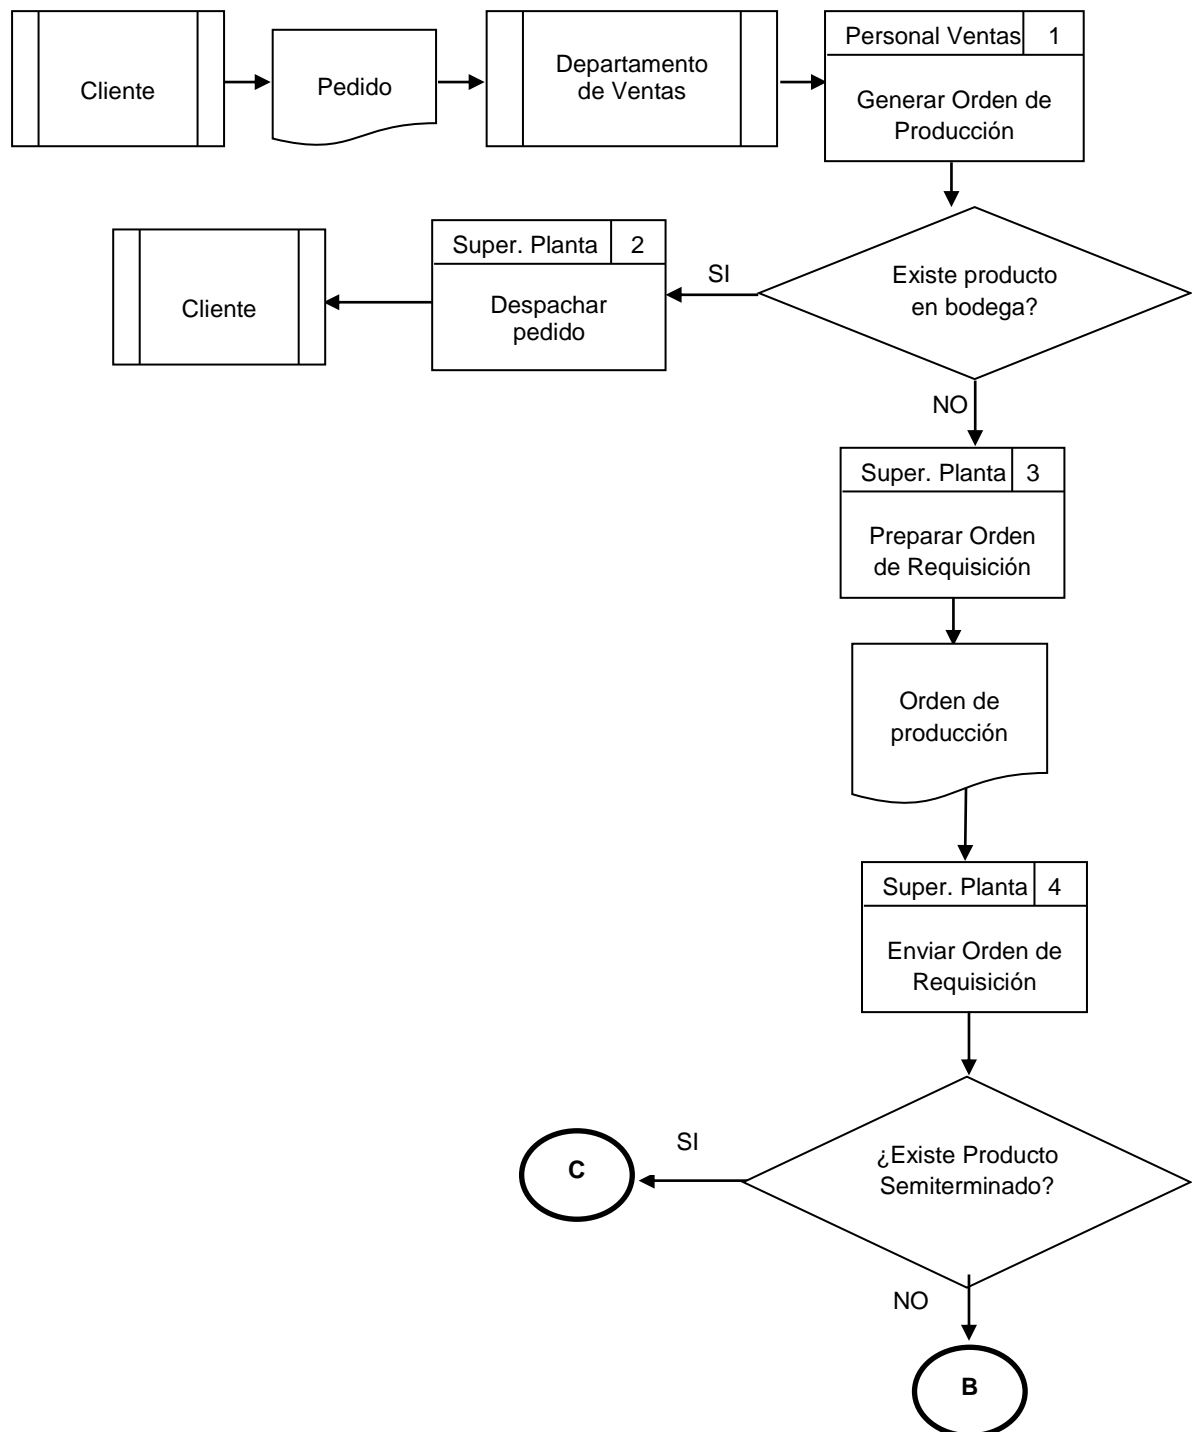 Cliente
Pedido
Departamento
de Ventas
Personal Ventas 1
Generar Orden de
Producción
Existe producto
en bodega?
SI
Super. Planta 2
Despachar
pedido
Cliente
NO
Super. Planta 3
Preparar Orden
de Requisición
Orden de
producción
Super. Planta 4
Enviar Orden de
Requisición
¿Existe Producto
Semiterminado?
SI
C
NO
B